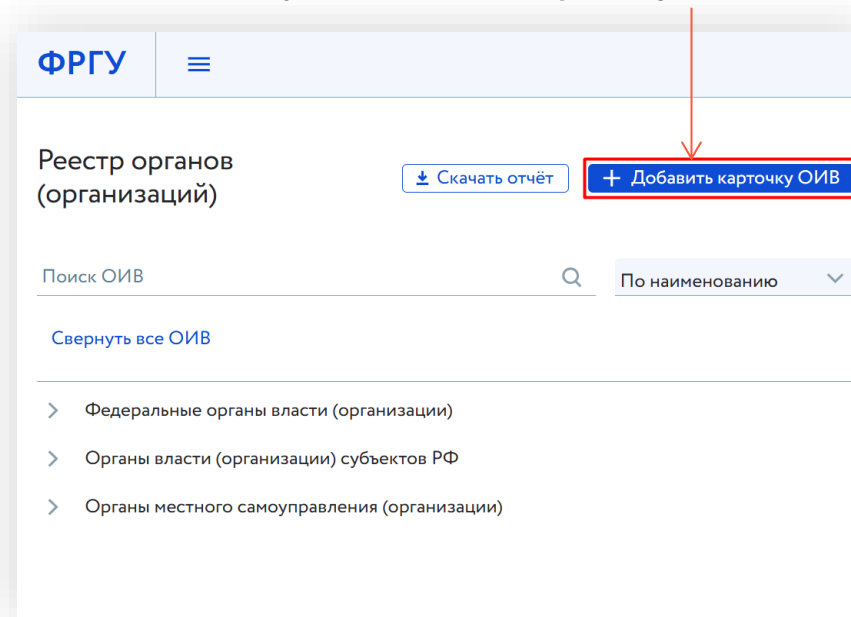 ФРГУ
Реестр органов
(организаций)
Скачать отчёт
+ Добавить карточку ОИВ
Поиск ОИВ
По наименованию
Свернуть все ОИВ
Федеральные органы власти (организации)
Органы власти (организации) субъектов РФ
Органы местного самоуправления (организации)